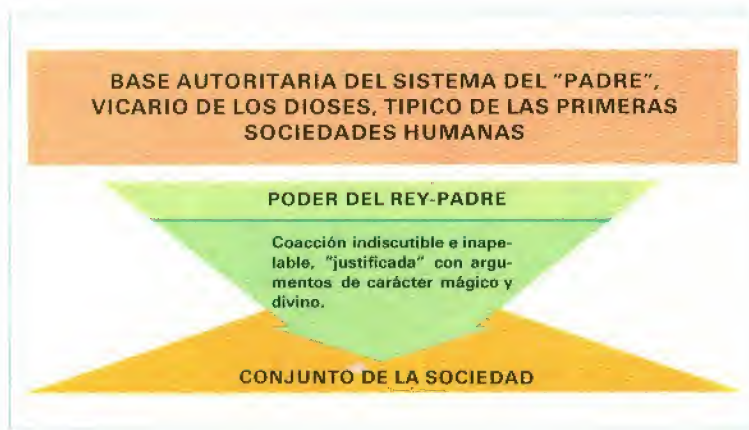 BASE AUTORITARIA DEL SISTEMA DEL "PADRE",
VICARIO DE LOS DIOSES, TIPICO DE LAS PRIMERAS
SOCIEDADES HUMANAS
PODER DEL REY-PADRE
Coacción indiscutible e inape-
lable, "justificada" con argu-
mentos de carácter mágico y
divino.
CONJUNTO DE LA SOCIEDAD